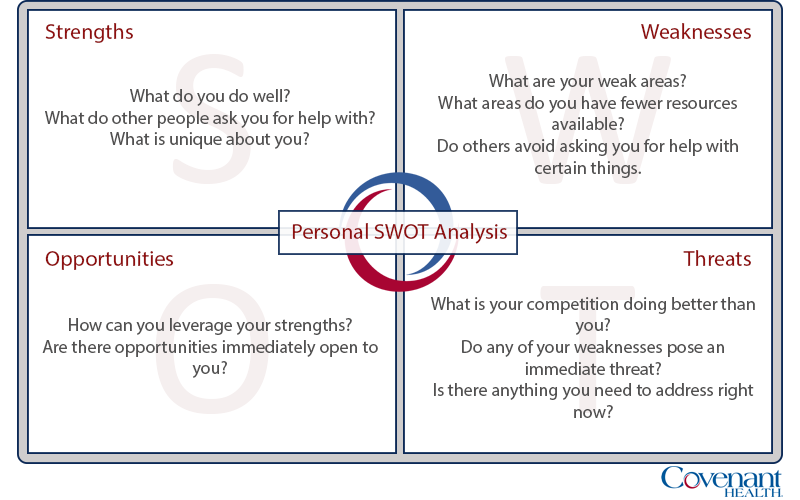 Strengths
S
What do you do well?
What do other people ask you for help with?
What is unique about you?
Weaknesses
W
What are your weak areas?
What areas do you have fewer resources
available?
Do others avoid asking you for help with
certain things.
Personal SWOT Analysis
Opportunities
O
How can you leverage your strengths?
Are there opportunities immediately open to
you?
Threats
T
What is your competition doing better than
you?
Do any of your weaknesses pose an
immediate threat?
Is there anything you need to address right
now?
Covenant
HEALTH